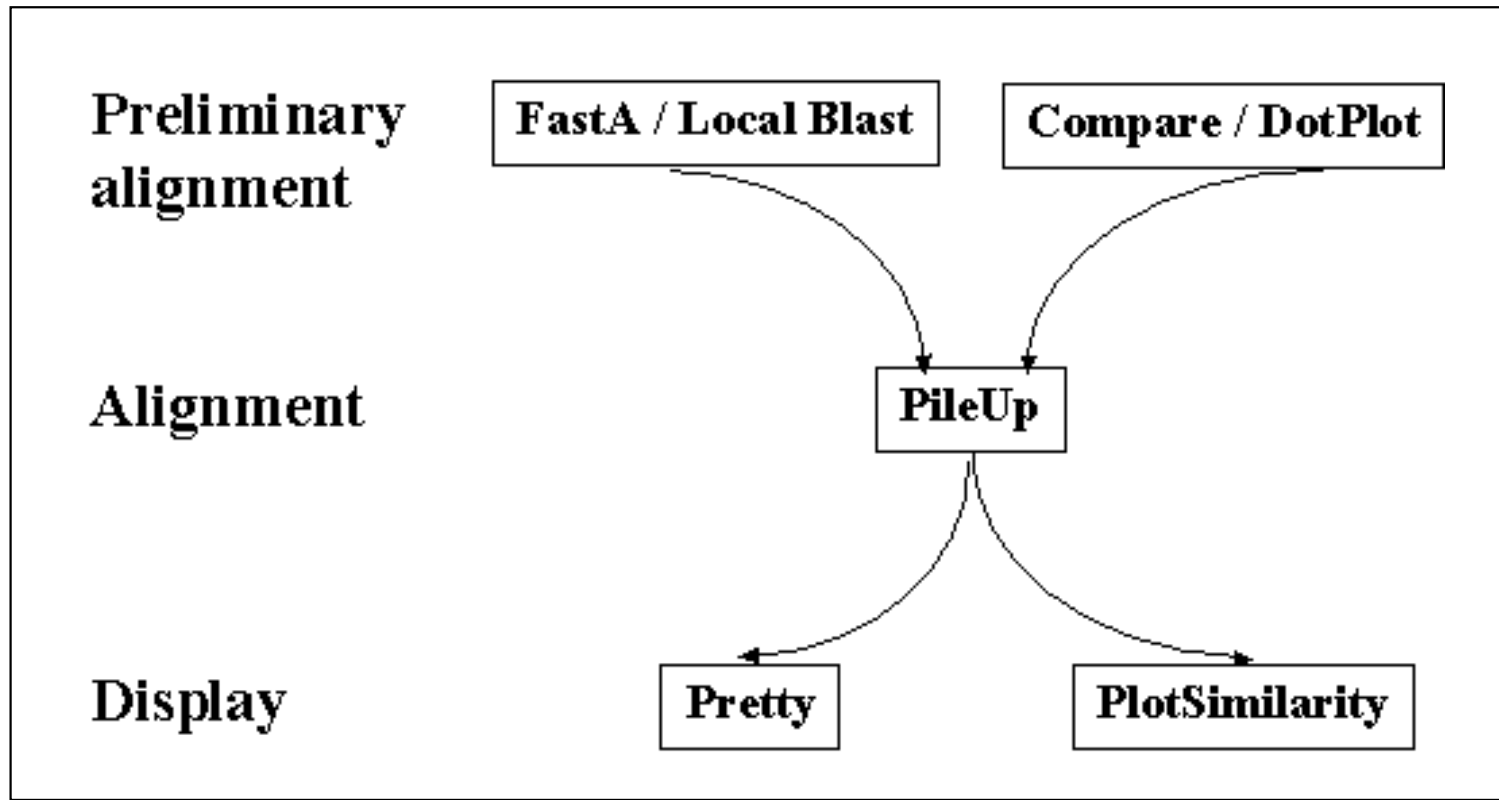 Preliminary
alignment
FastA / Local Blast
Compare / DotPlot
Alignment
PileUp
Display
Pretty
PlotSimilarity